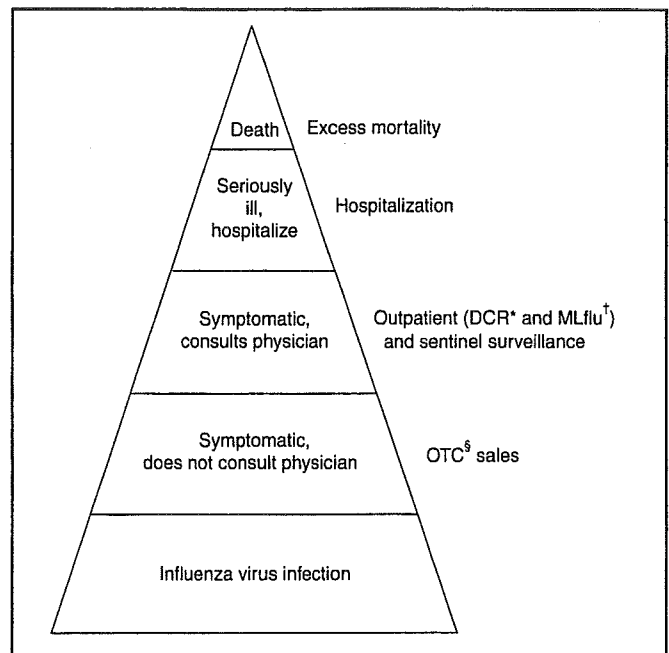 Death
Excess mortality
Seriously
ill,
hospitalize
Hospitalization
Symptomatic,
consults physician
Outpatient (DCR* and MLflu†)
and sentinel surveillance
Symptomatic,
does not consult physician
OTC§ sales
Influenza virus infection